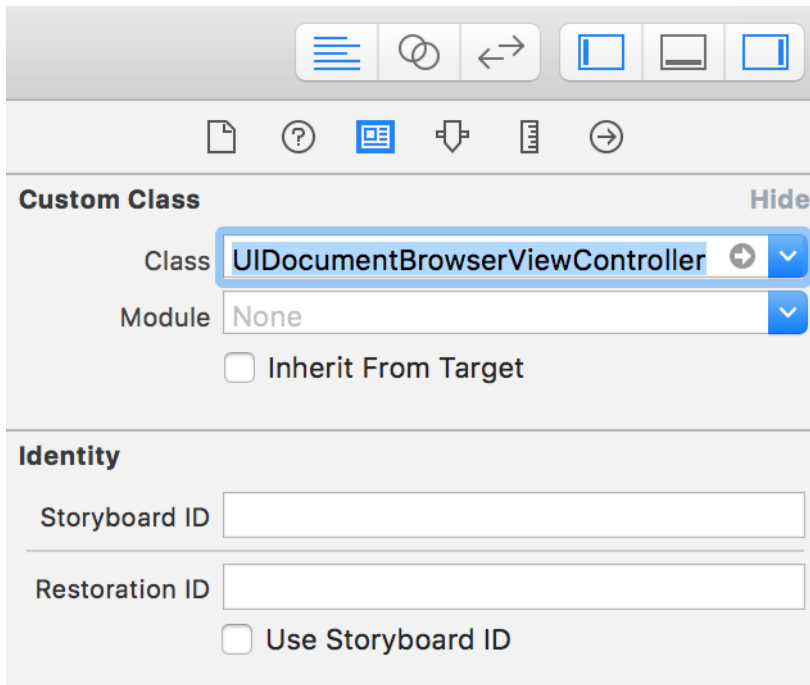 Custom Class Hide
Class UIDocumentBrowserViewController
Module None
Inherit From Target
Identity
Storyboard ID
Restoration ID
Use Storyboard ID